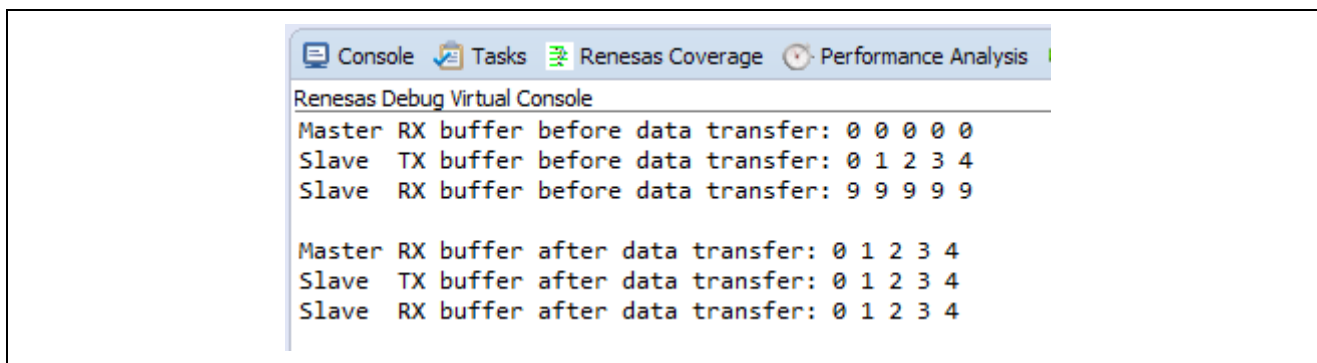 Console Tasks Renesas Coverage Performance Analysis
Renesas Debug Virtual Console
Master RX buffer before data transfer: 0 0 0 0 0
Slave  TX buffer before data transfer: 0 1 2 3 4
Slave  RX buffer before data transfer: 9 9 9 9 9
Master RX buffer after data transfer: 0 1 2 3 4
Slave  TX buffer after data transfer: 0 1 2 3 4
Slave  RX buffer after data transfer: 0 1 2 3 4